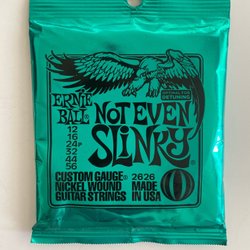 OPTIMAL FOR
DETUNING
ERNIE
BALL
NOT EVEN
SLINKY
12
16
24P
32
44
56
CUSTOM GAUGE®
NICKEL WOUND
GUITAR STRINGS
2626
MADE
IN USA